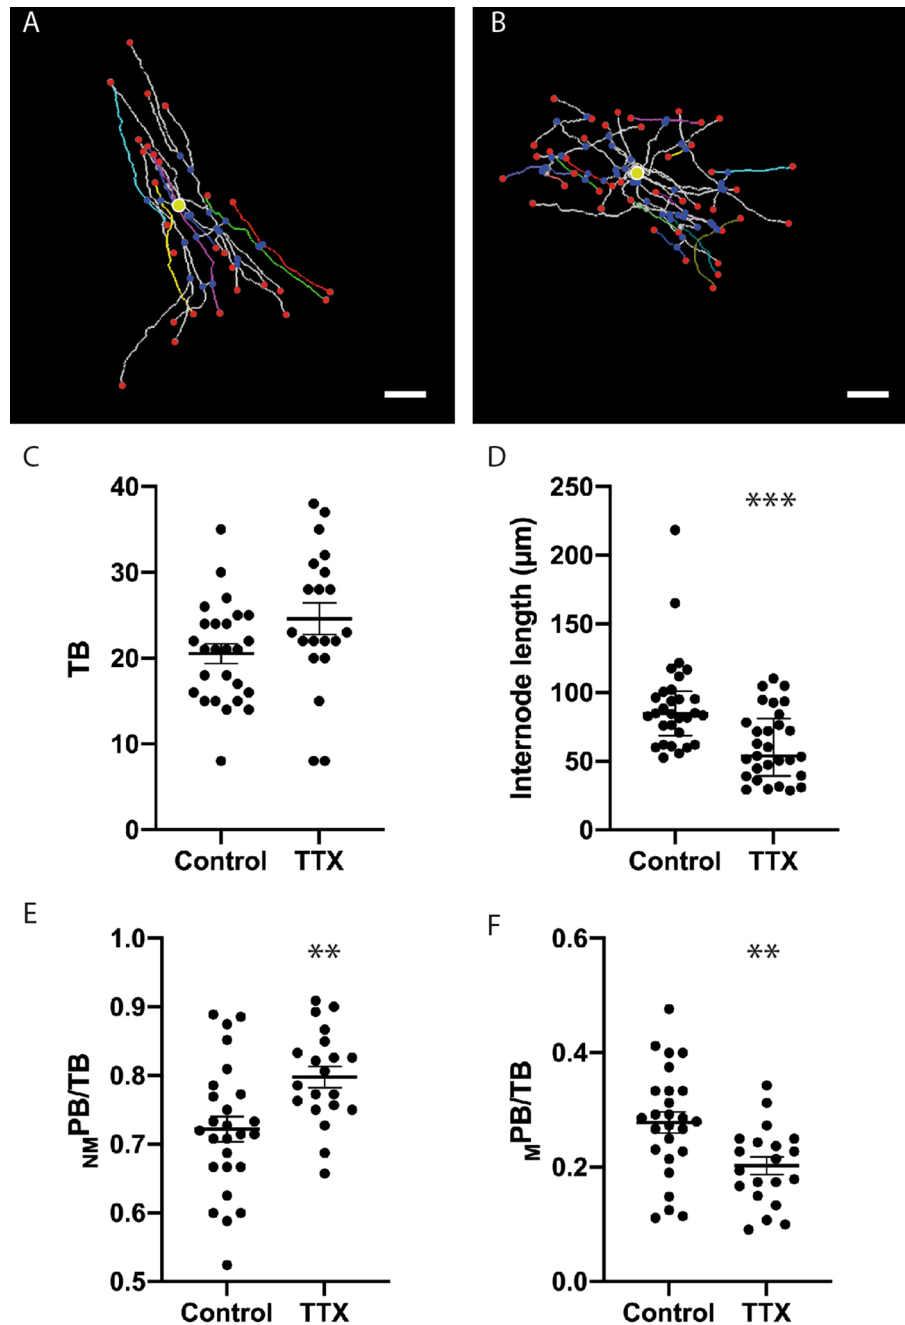 A
B
C
TB
40
30
20
10
0
Control
TTX
D
Internode length (µm)
250
200
150
100
50
0
***
Control
TTX
E
NMPB/TB
1.0
0.9
0.8
0.7
0.6
0.5
**
Control
TTX
F
MPB/TB
0.6
0.4
0.2
0.0
**
Control
TTX